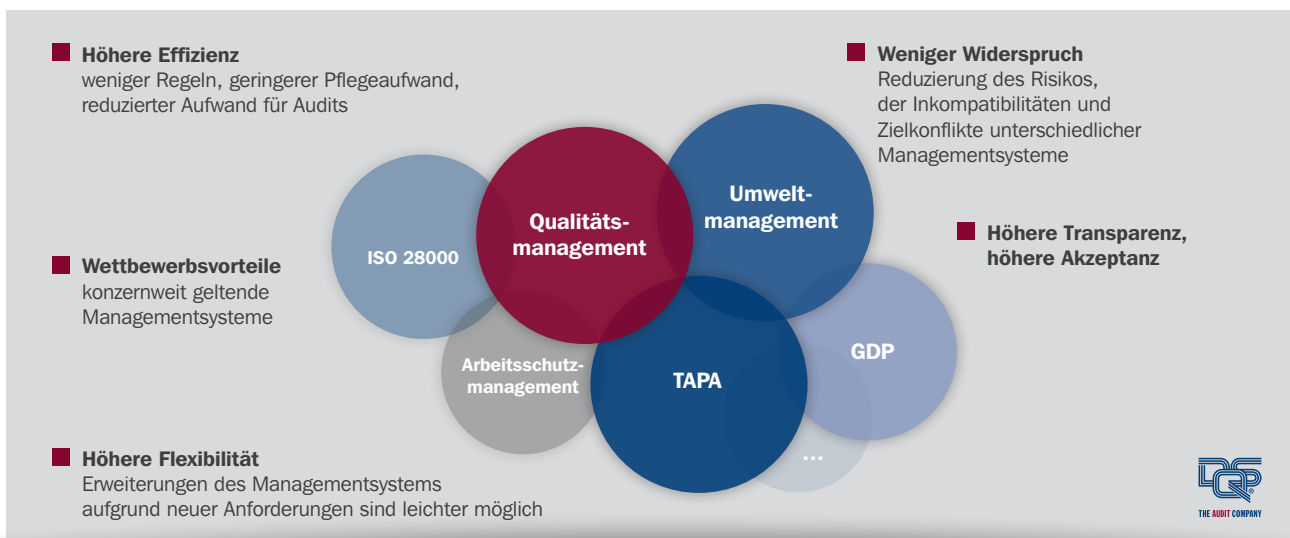 Höhere Effizienz
weniger Regeln, geringerer Pflegeaufwand,
reduzierter Aufwand für Audits
Weniger Widerspruch
Reduzierung des Risikos,
der Inkompatibilitäten und
Zielkonflikte unterschiedlicher
Managementsysteme
Umwelt-
management
Qualitäts-
management
ISO 28000
Höhere Transparenz,
höhere Akzeptanz
Wettbewerbsvorteile
konzernweit geltende
Managementsysteme
Arbeitsschutz-
management
TAPA
GDP
...
Höhere Flexibilität
Erweiterungen des Managementsystems
aufgrund neuer Anforderungen sind leichter möglich
DQS
®
THE AUDIT COMPANY